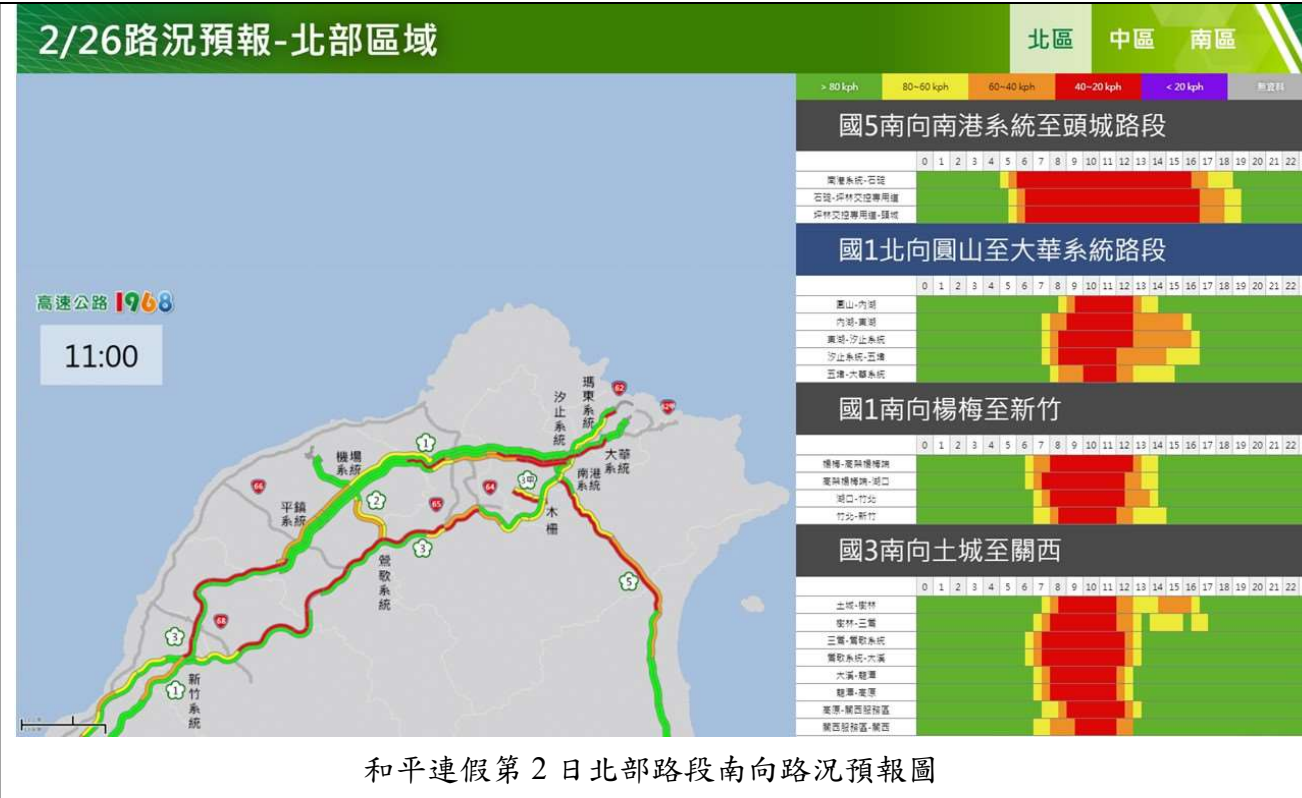 2/26路況預報-北部區域
北區 中區 南區
> 80 kph 80~60 kph 60~40 kph 40~20 kph < 20 kph 無資料
高速公路 1968
11:00
瑪東系統
汐止系統
大華系統
南港系統
機場系統
平鎮系統
木柵
鶯歌系統
新竹系統
62
1
66
2
65
64
3甲
3
5
68
3
1
國5南向南港系統至頭城路段
0 1 2 3 4 5 6 7 8 9 10 11 12 13 14 15 16 17 18 19 20 21 22
南港系統-石碇
石碇-坪林交控專用道
坪林交控專用道-頭城
國1北向圓山至大華系統路段
0 1 2 3 4 5 6 7 8 9 10 11 12 13 14 15 16 17 18 19 20 21 22
圓山-內湖
內湖-東湖
東湖-汐止系統
汐止系統-五堵
五堵-大華系統
國1南向楊梅至新竹
0 1 2 3 4 5 6 7 8 9 10 11 12 13 14 15 16 17 18 19 20 21 22
楊梅-高架楊梅端
高架楊梅端-湖口
湖口-竹北
竹北-新竹
國3南向土城至關西
0 1 2 3 4 5 6 7 8 9 10 11 12 13 14 15 16 17 18 19 20 21 22
土城-樹林
樹林-三鶯
三鶯-鶯歌系統
鶯歌系統-大溪
大溪-龍潭
龍潭-高原
高原-關西服務區
關西服務區-關西
和平連假第 2 日北部路段南向路況預報圖